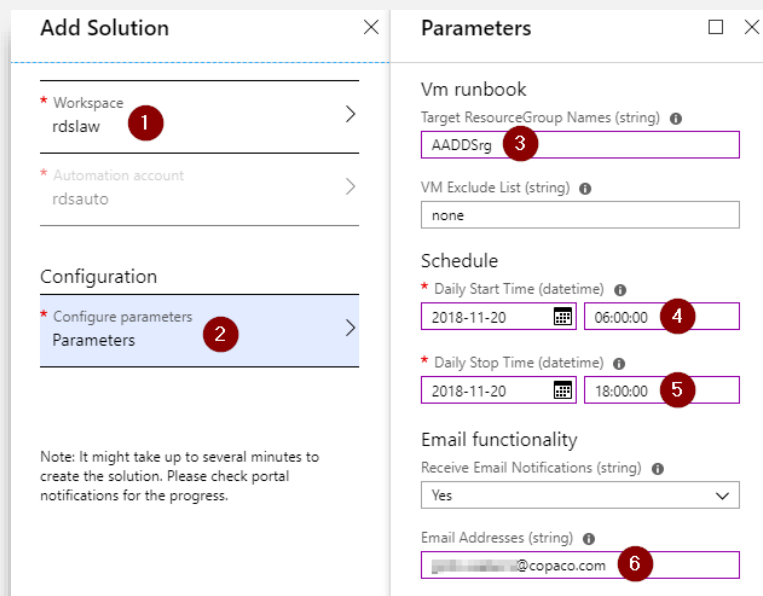 Add Solution
* Workspace
rdslaw
1
* Automation account
rdsauto
Configuration
* Configure parameters
Parameters
2
Note: It might take up to several minutes to
create the solution. Please check portal
notifications for the progress.
Parameters
Vm runbook
Target ResourceGroup Names (string)
AADDSrg
3
VM Exclude List (string)
none
Schedule
* Daily Start Time (datetime)
2018-11-20 06:00:00 4
* Daily Stop Time (datetime)
2018-11-20 18:00:00 5
Email functionality
Receive Email Notifications (string)
Yes
Email Addresses (string)
@copaco.com 6